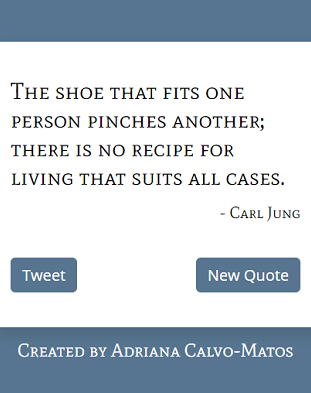 The shoe that fits one
person pinches another;
there is no recipe for
living that suits all cases.
- Carl Jung
Tweet New Quote
Created by Adriana Calvo-Matos